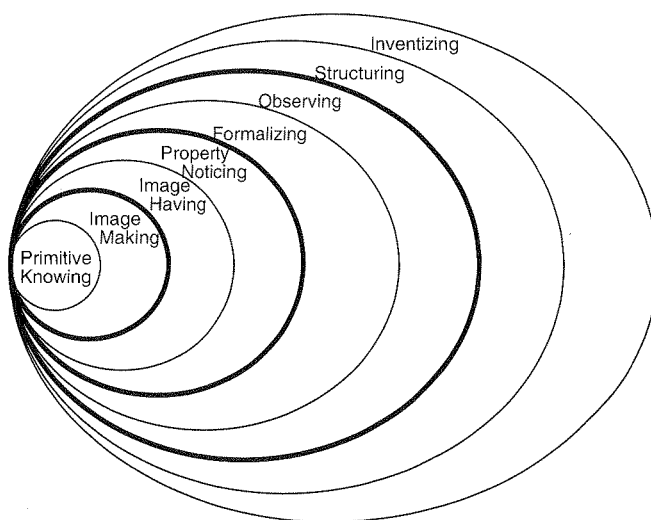 Inventizing
Structuring
Observing
Formalizing
Property
Noticing
Image
Having
Image
Making
Primitive
Knowing